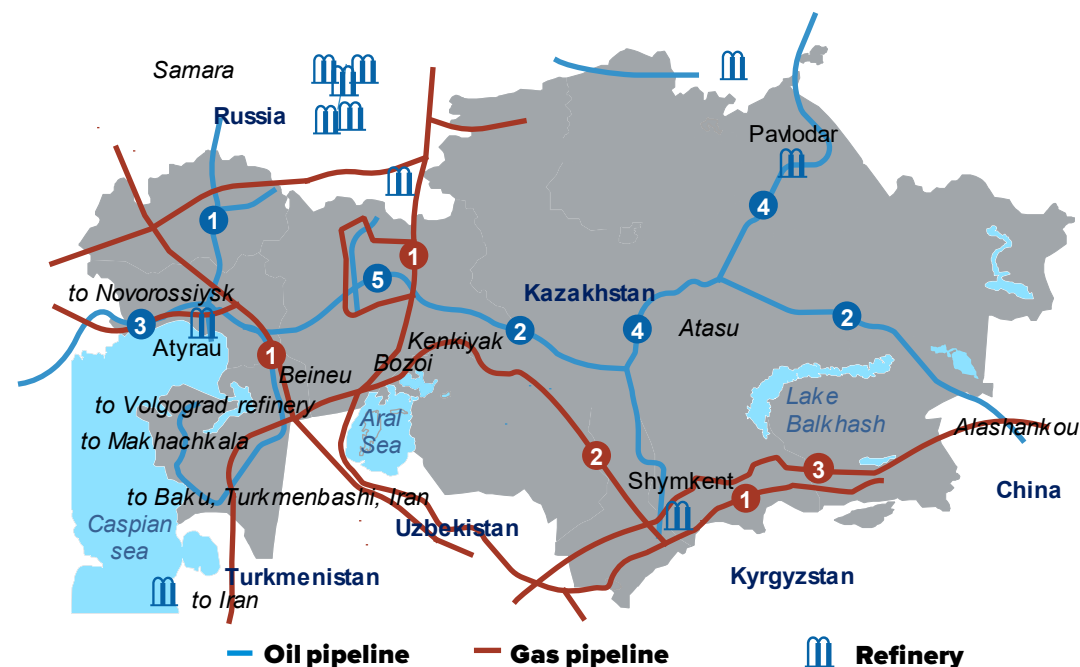 Samara
Russia
Pavlodar
4
1
1
5
to Novorossiysk
Kazakhstan
3
2
4
Atasu
2
Atyrau
Kenkiyak
1
Bozoi
Beineu
to Volgograd refinery
Aral
Sea
Lake
Balkhash
to Makhachkala
Alashankou
2
3
Shymkent
1
China
to Baku, Turkmenbashi, Iran
Caspian
sea
Uzbekistan
Turkmenistan
Kyrgyzstan
to Iran
Oil pipeline
Gas pipeline
Refinery